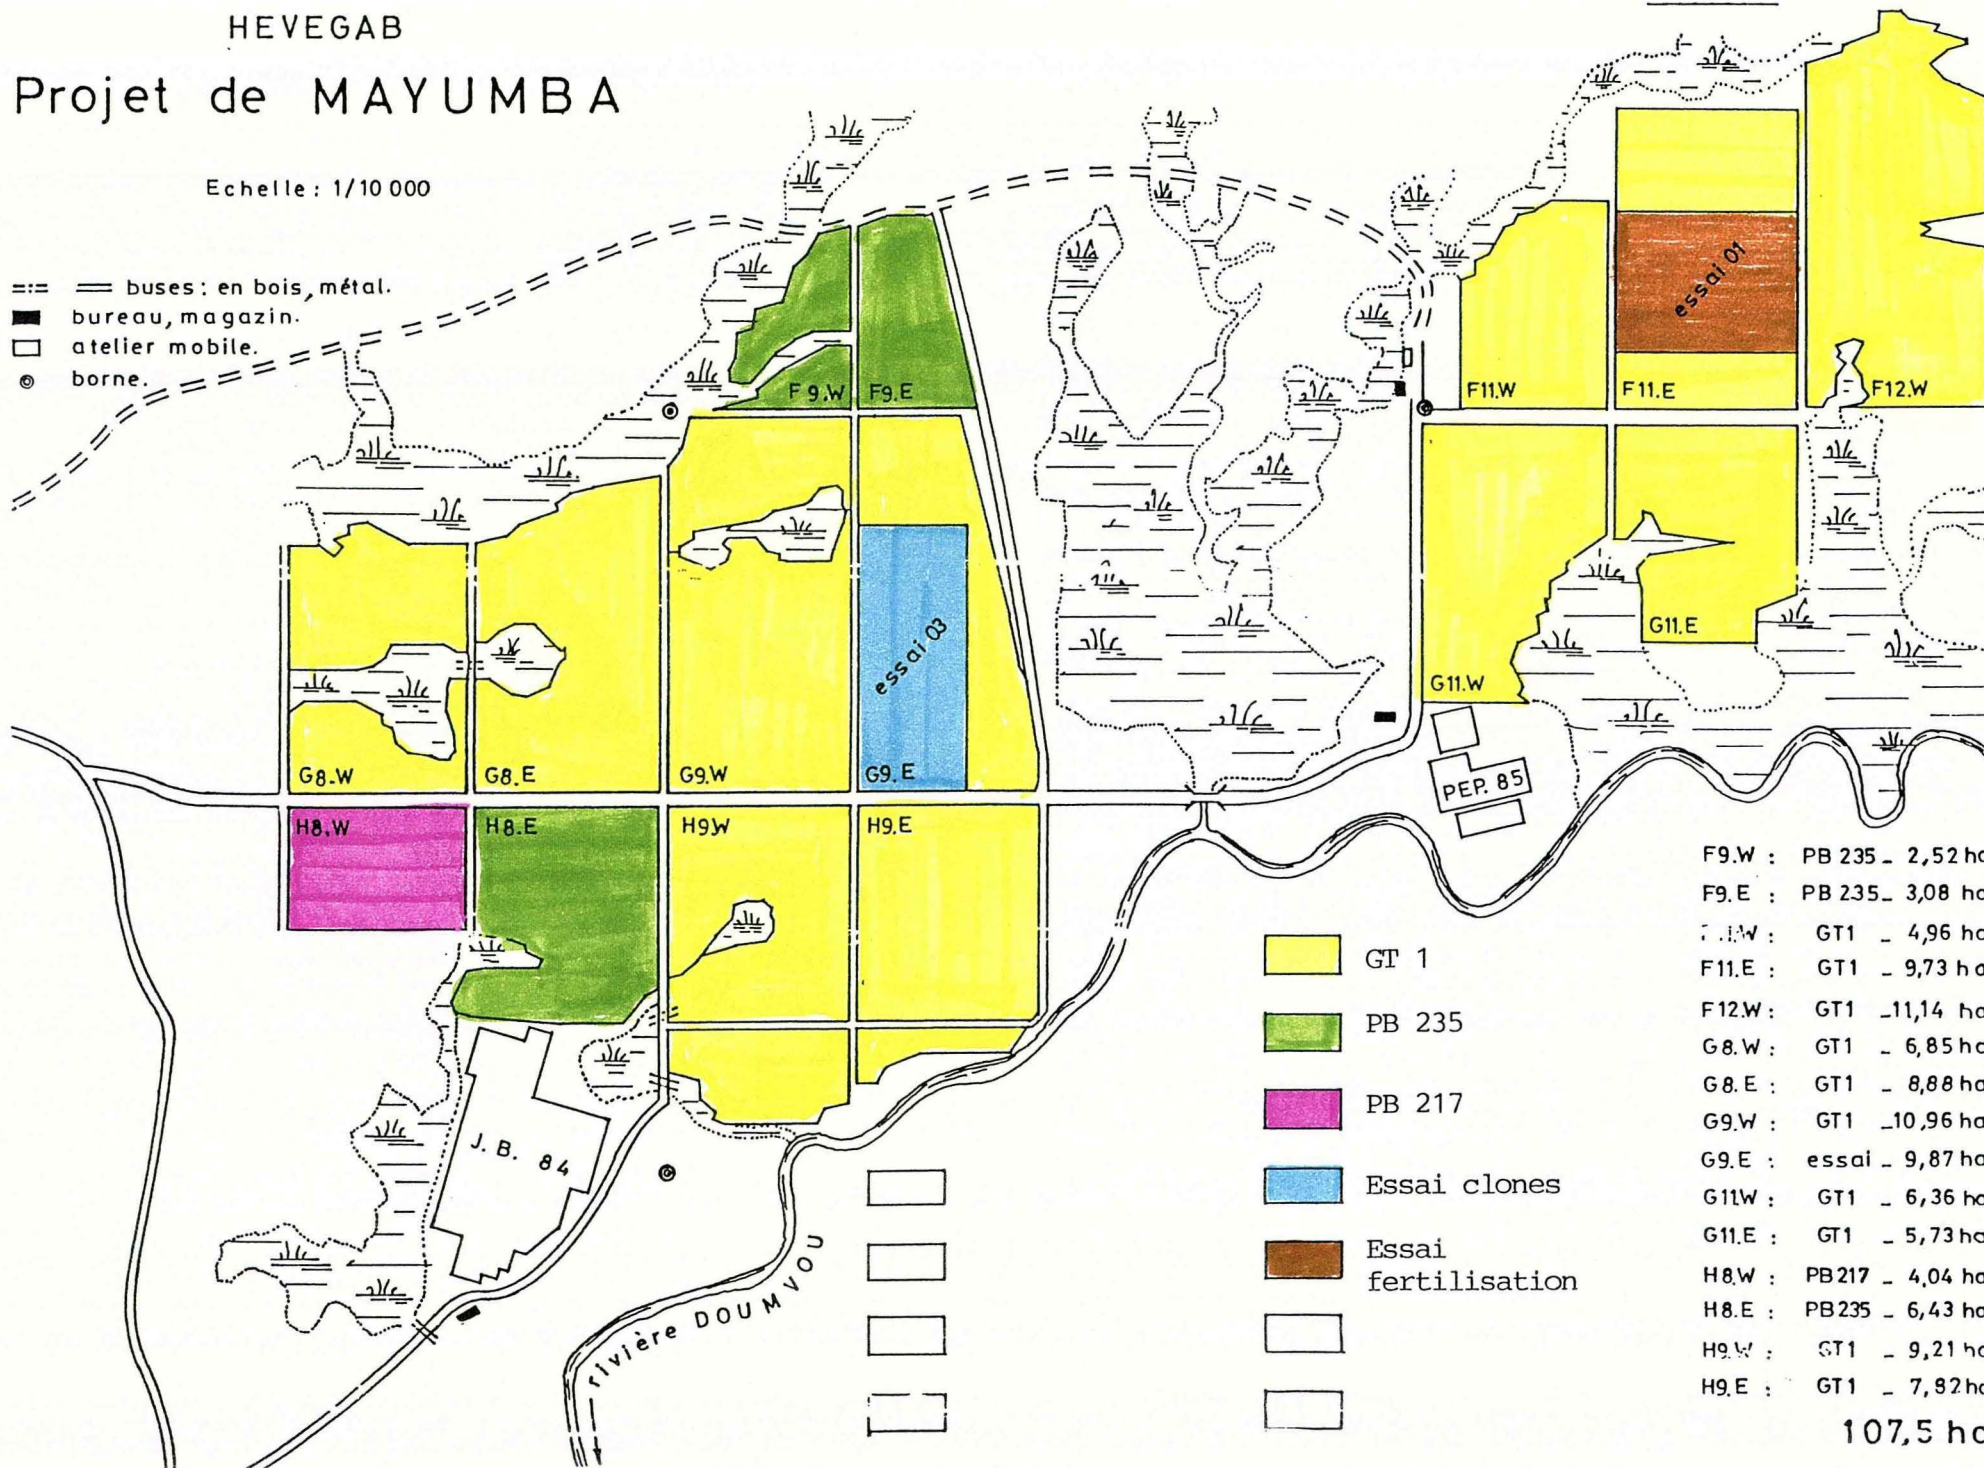 HEVEGAB
Projet de MAYUMBA
Echelle: 1/10 000
buses: en bois, métal.
bureau, magazin.
atelier mobile.
borne.
F9.W
F9.E
F11.W
F11.E
F12.W
essai 01
essai 03
G8.W
G8.E
G9.W
G9.E
G11.W
G11.E
H8.W
H8.E
H9.W
H9.E
PEP. 85
J.B. 84
rivière DOUMVOU
GT 1
PB 235
PB 217
Essai clones
Essai
fertilisation
F9.W : PB 235 - 2,52 ha
F9.E : PB 235 - 3,08 ha
W : GT1 - 4,96 ha
F11.E : GT1 - 9,73 ha
F12.W : GT1 - 11,14 ha
G8.W : GT1 - 6,85 ha
G8.E : GT1 - 8,88 ha
G9.W : GT1 - 10,96 ha
G9.E : essai - 9,87 ha
G11W : GT1 - 6,36 ha
G11.E : GT1 - 5,73 ha
H8.W : PB217 - 4,04 ha
H8.E : PB235 - 6,43 ha
H9.W : GT1 - 9,21 ha
H9.E : GT1 - 7,82 ha
107,5 ha